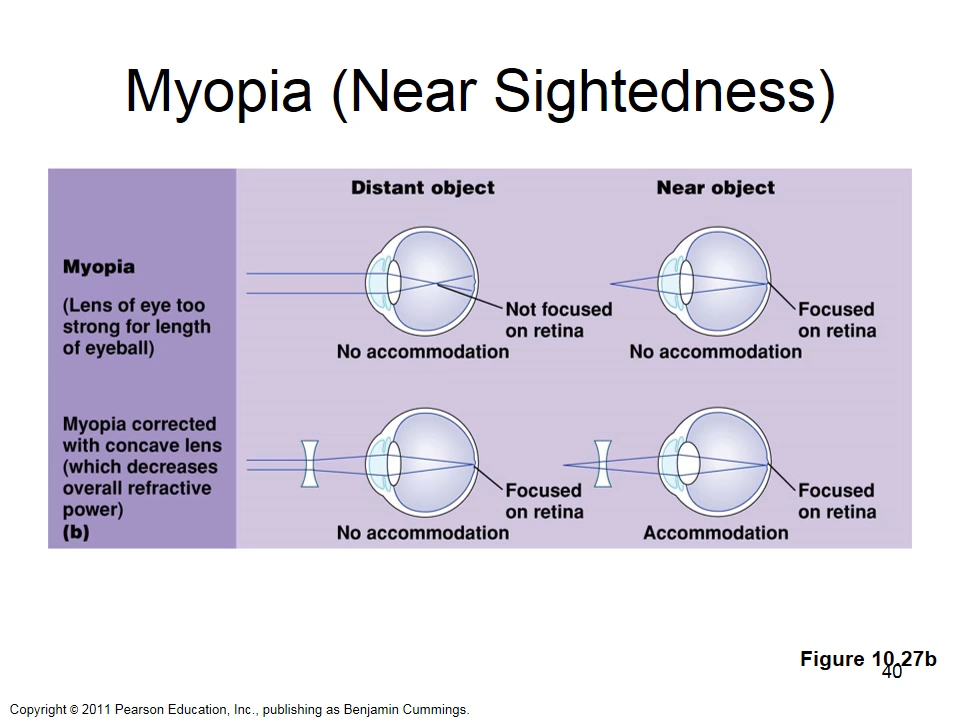 Myopia (Near Sightedness)
Distant object
Near object
Myopia
(Lens of eye too
strong for length
of eyeball)
Not focused
on retina
No accommodation
Focused
on retina
No accommodation
Myopia corrected
with concave lens
(which decreases
overall refractive
power)
(b)
Focused
on retina
No accommodation
Focused
on retina
Accommodation
Figure 10.27b
40
Copyright © 2011 Pearson Education, Inc., publishing as Benjamin Cummings.